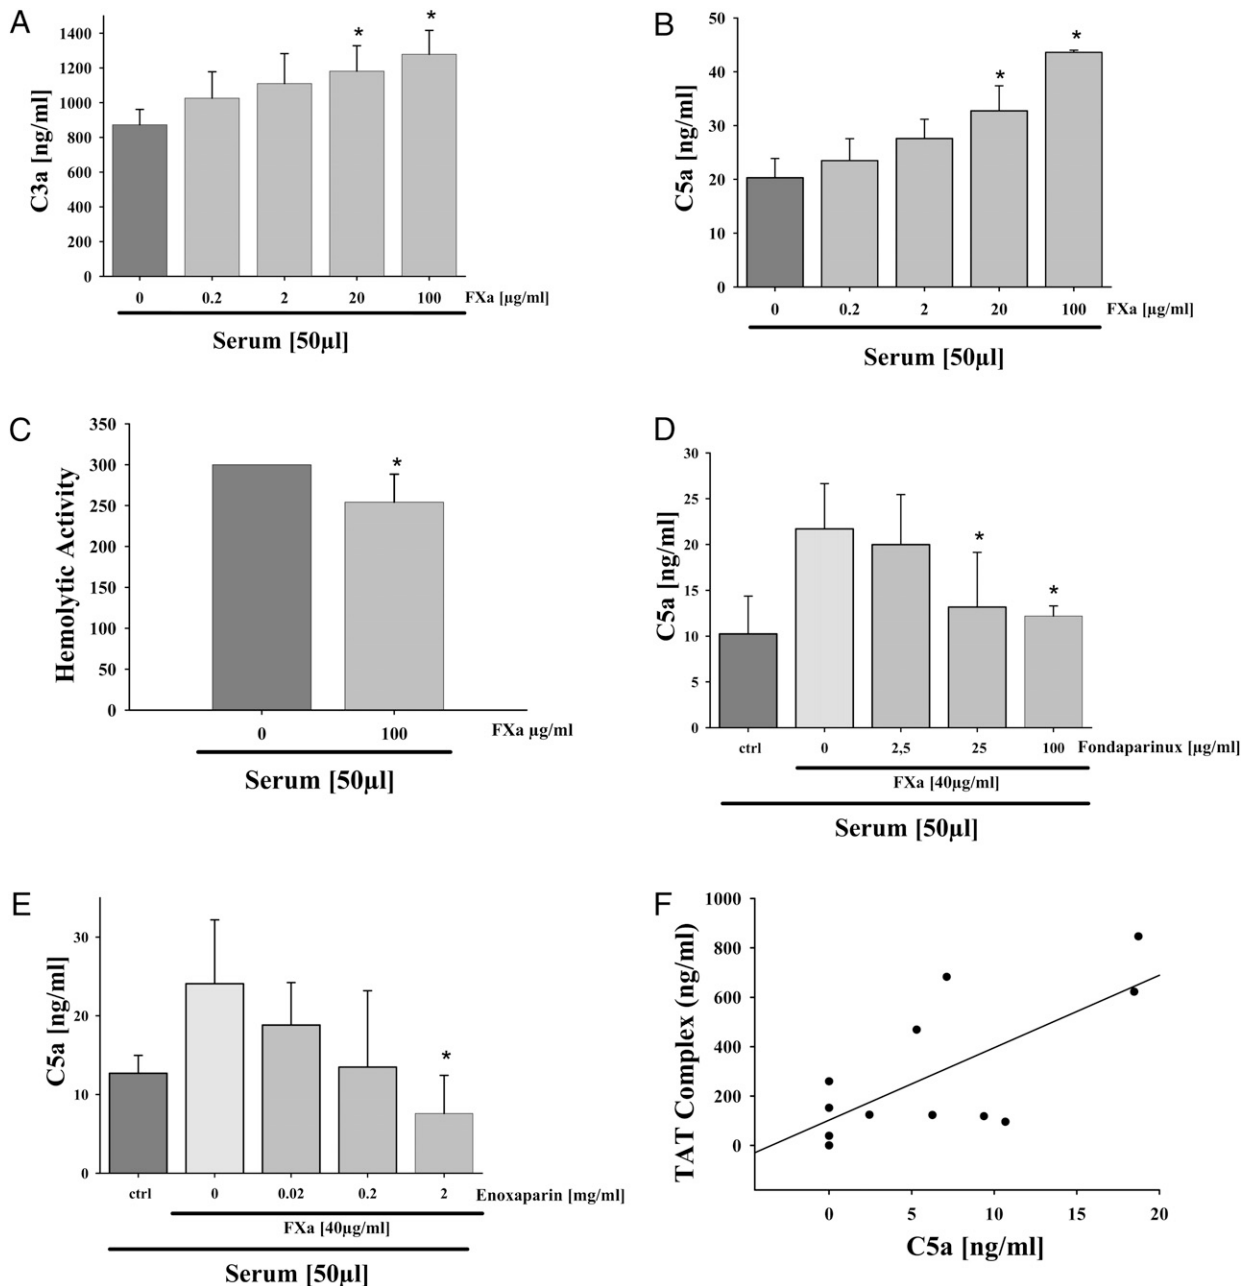 A
C3a [ng/ml]
1400
1200
1000
800
600
400
200
0
* *
0 0.2 2 20 100 FXa [µg/ml]
Serum [50µl]
B
C5a [ng/ml]
50
40
30
20
10
0
* *
0 0.2 2 20 100 FXa [µg/ml]
Serum [50µl]
C
Hemolytic Activity
350
300
250
200
150
100
50
0
*
0 100 FXa µg/ml
Serum [50µl]
D
C5a [ng/ml]
30
25
20
15
10
5
0
* *
ctrl 0 2,5 25 100 Fondaparinux [µg/ml]
FXa [40µg/ml]
Serum [50µl]
E
C5a [ng/ml]
30
20
10
0
*
ctrl 0 0.02 0.2 2 Enoxaparin [mg/ml]
FXa [40µg/ml]
Serum [50µl]
F
TAT Complex (ng/ml)
1000
800
600
400
200
0
0 5 10 15 20
C5a [ng/ml]